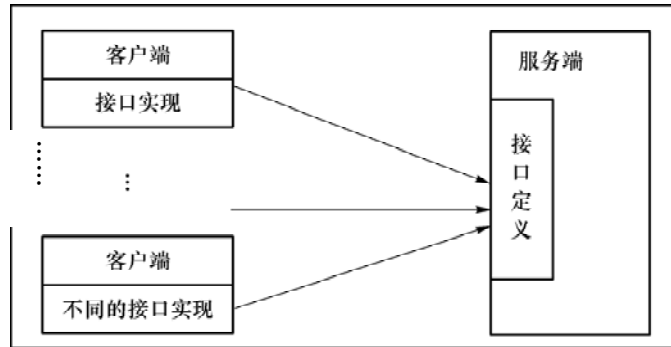 客户端
接口实现
客户端
不同的接口实现
服务端
接口定义